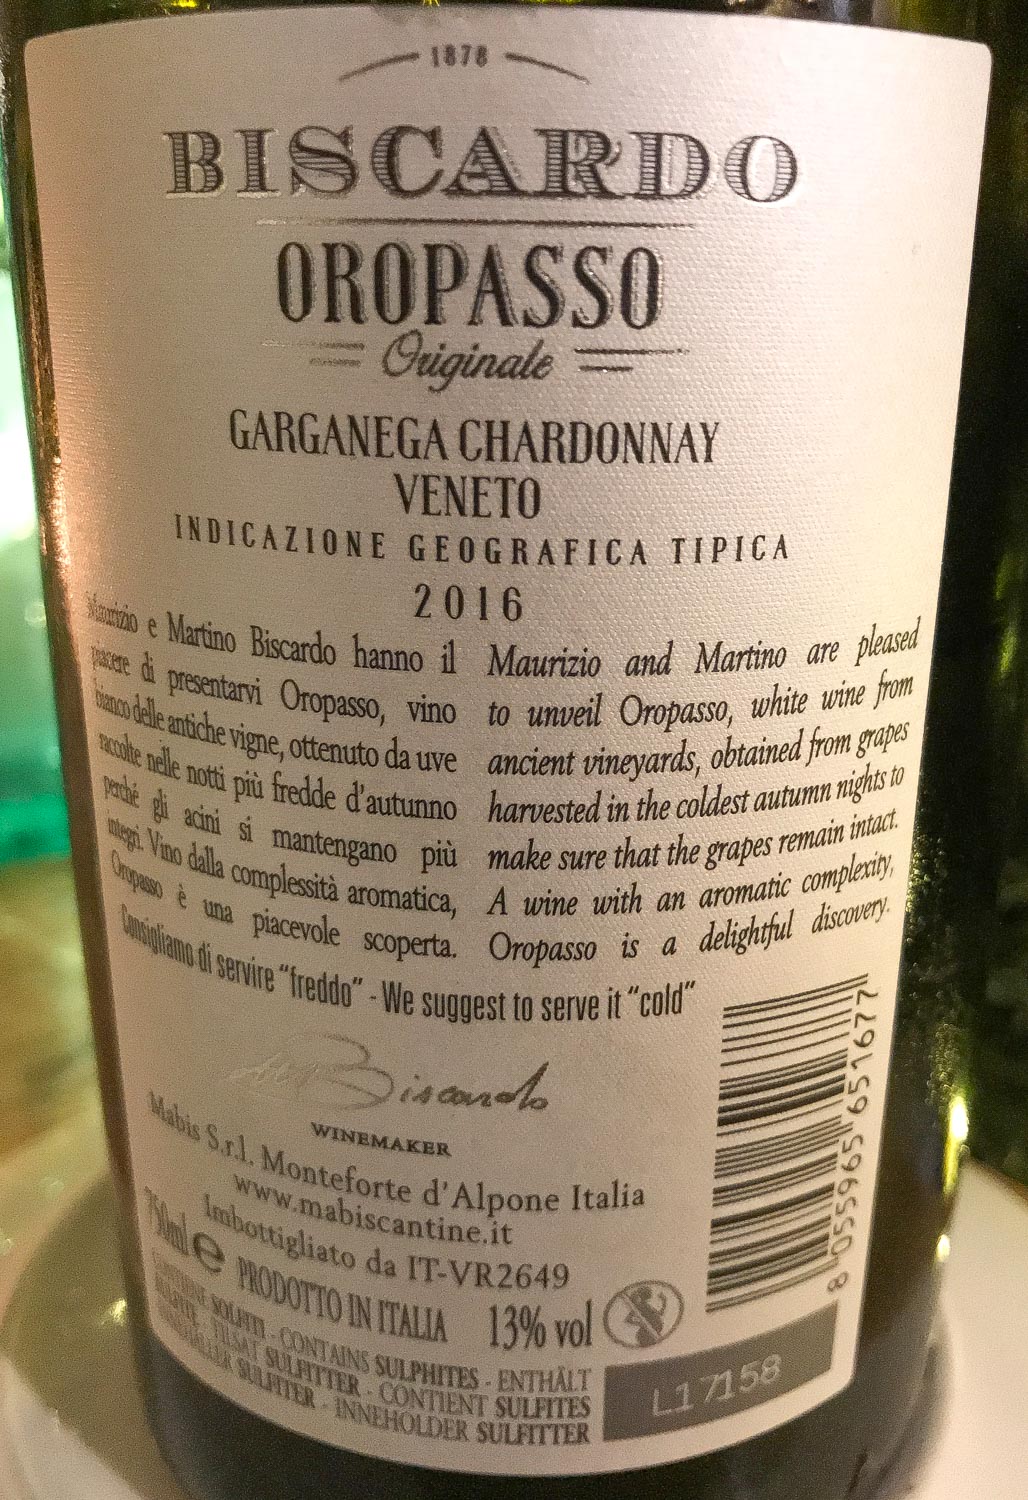 1878
BISCARDO
OROPASSO
Originale
GARGANEGA CHARDONNAY
VENETO
INDICAZIONE GEOGRAFICA TIPICA
2016
Maurizio e Martino Biscardo hanno il
piacere di presentarvi Oropasso, vino
bianco delle antiche vigne, ottenuto da uve
raccolte nelle notti più fredde d'autunno
perché gli acini si mantengano più
integri. Vino dalla complessità aromatica,
Oropasso è una piacevole scoperta.
Maurizio and Martino are pleased
to unveil Oropasso, white wine from
ancient vineyards, obtained from grapes
harvested in the coldest autumn nights to
make sure that the grapes remain intact.
A wine with an aromatic complexity,
Oropasso is a delightful discovery.
Consigliamo di servire "freddo" - We suggest to serve it "cold"
Biscardo
WINEMAKER
Mabis S.r.l. Monteforte d'Alpone Italia
www.mabiscantine.it
Imbottigliato da IT-VR2649
750ml e PRODOTTO IN ITALIA 13% vol
CONTIENE SOLFITI - CONTAINS SULPHITES - ENTHÄLT
SULFITE - TILSAT SULFITTER - CONTIENT SULFITES
INNEHÅLLER SULFITER - INNEHOLDER SULFITTER
8 055965 651677
L17158